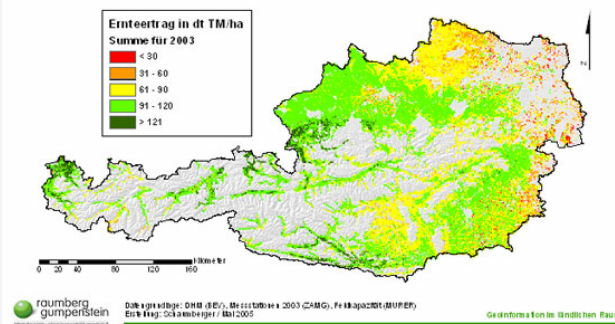 Ernteertrag in dt TM/ha
Summe für 2003
< 30
31 - 60
61 - 90
91 - 120
> 121
Z
Kilometer
0 20 40 80 120 160
raumberg
gumpenstein
Datengrundlage: DHM (BEV), Messstationen 2003 (ZAMG), Feldkapazität (MURER)
Erstellung: Schaumberger / Mai 2005
Geoinformation im ländlichen Rau